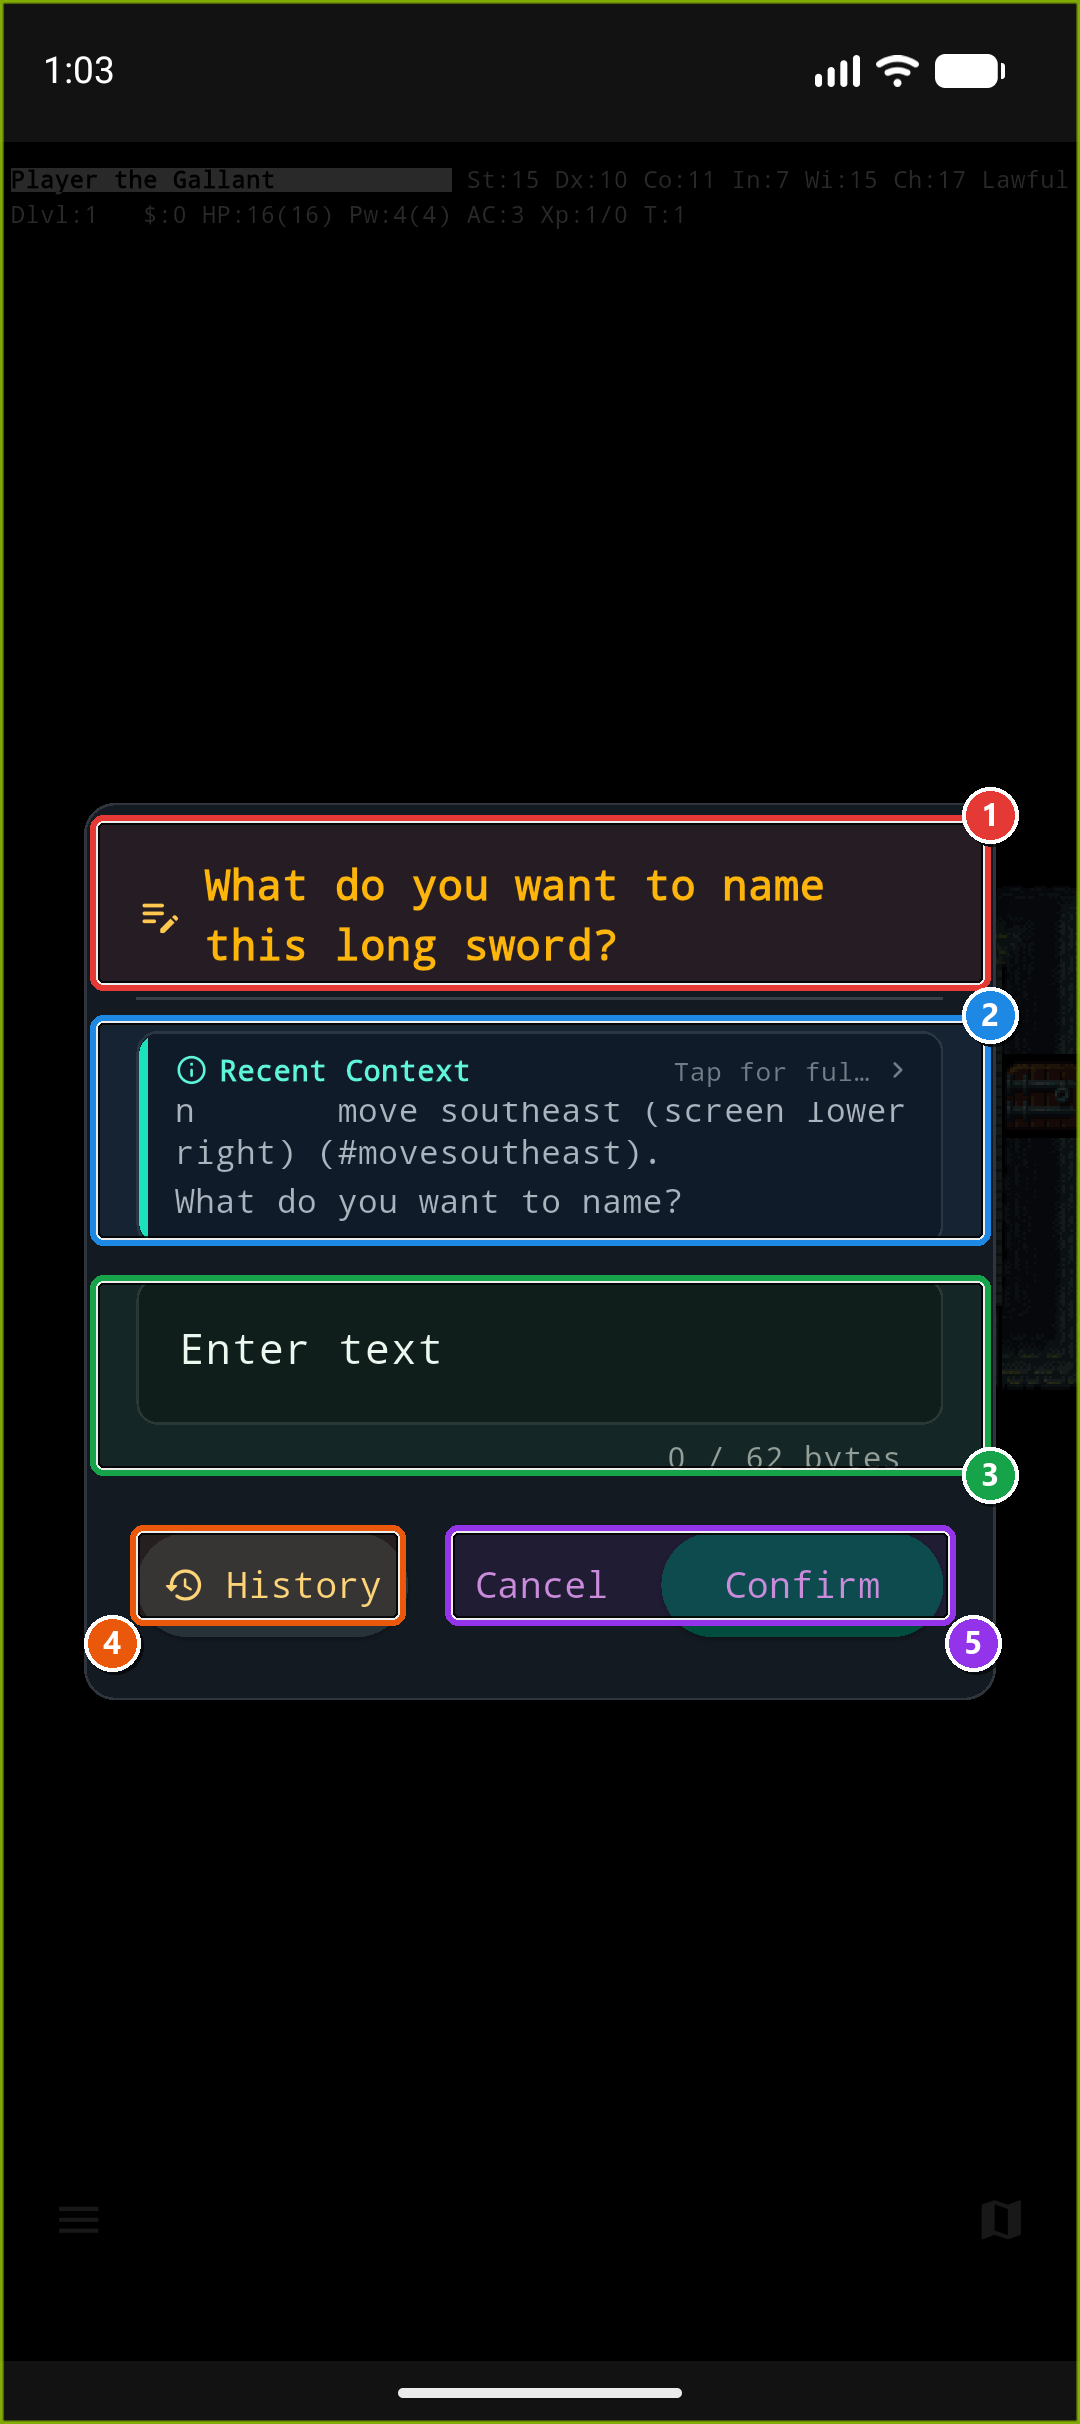 1:03
Player the Gallant St:15 Dx:10 Co:11 In:7 Wi:15 Ch:17 Lawful
Dlvl:1 $:0 HP:16(16) Pw:4(4) AC:3 Xp:1/0 T:1
1
What do you want to name
this long sword?
2
Recent Context Tap for ful…
n move southeast (screen lower
right) (#movesoutheast).
What do you want to name?
Enter text
0 / 62 bytes
3
History Cancel Confirm
4 5